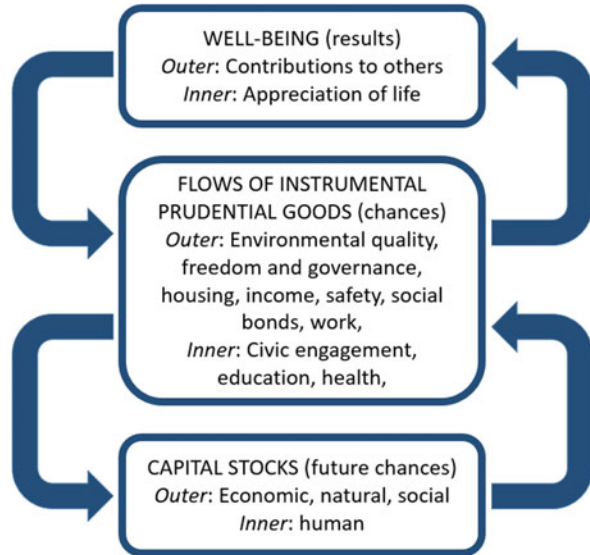 WELL-BEING (results)
Outer: Contributions to others
Inner: Appreciation of life
FLOWS OF INSTRUMENTAL
PRUDENTIAL GOODS (chances)
Outer: Environmental quality,
freedom and governance,
housing, income, safety, social
bonds, work,
Inner: Civic engagement,
education, health,
CAPITAL STOCKS (future chances)
Outer: Economic, natural, social
Inner: human